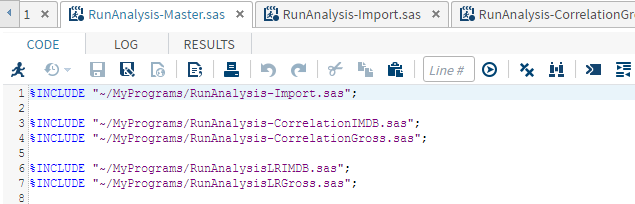 1 × RunAnalysis-Master.sas × RunAnalysis-Import.sas × RunAnalysis-CorrelationGr
CODE LOG RESULTS
Line #
1 %INCLUDE "~/MyPrograms/RunAnalysis-Import.sas";
2
3 %INCLUDE "~/MyPrograms/RunAnalysis-CorrelationIMDB.sas";
4 %INCLUDE "~/MyPrograms/RunAnalysis-CorrelationGross.sas";
5
6 %INCLUDE "~/MyPrograms/RunAnalysisLRIMDB.sas";
7 %INCLUDE "~/MyPrograms/RunAnalysisLRGross.sas";
8